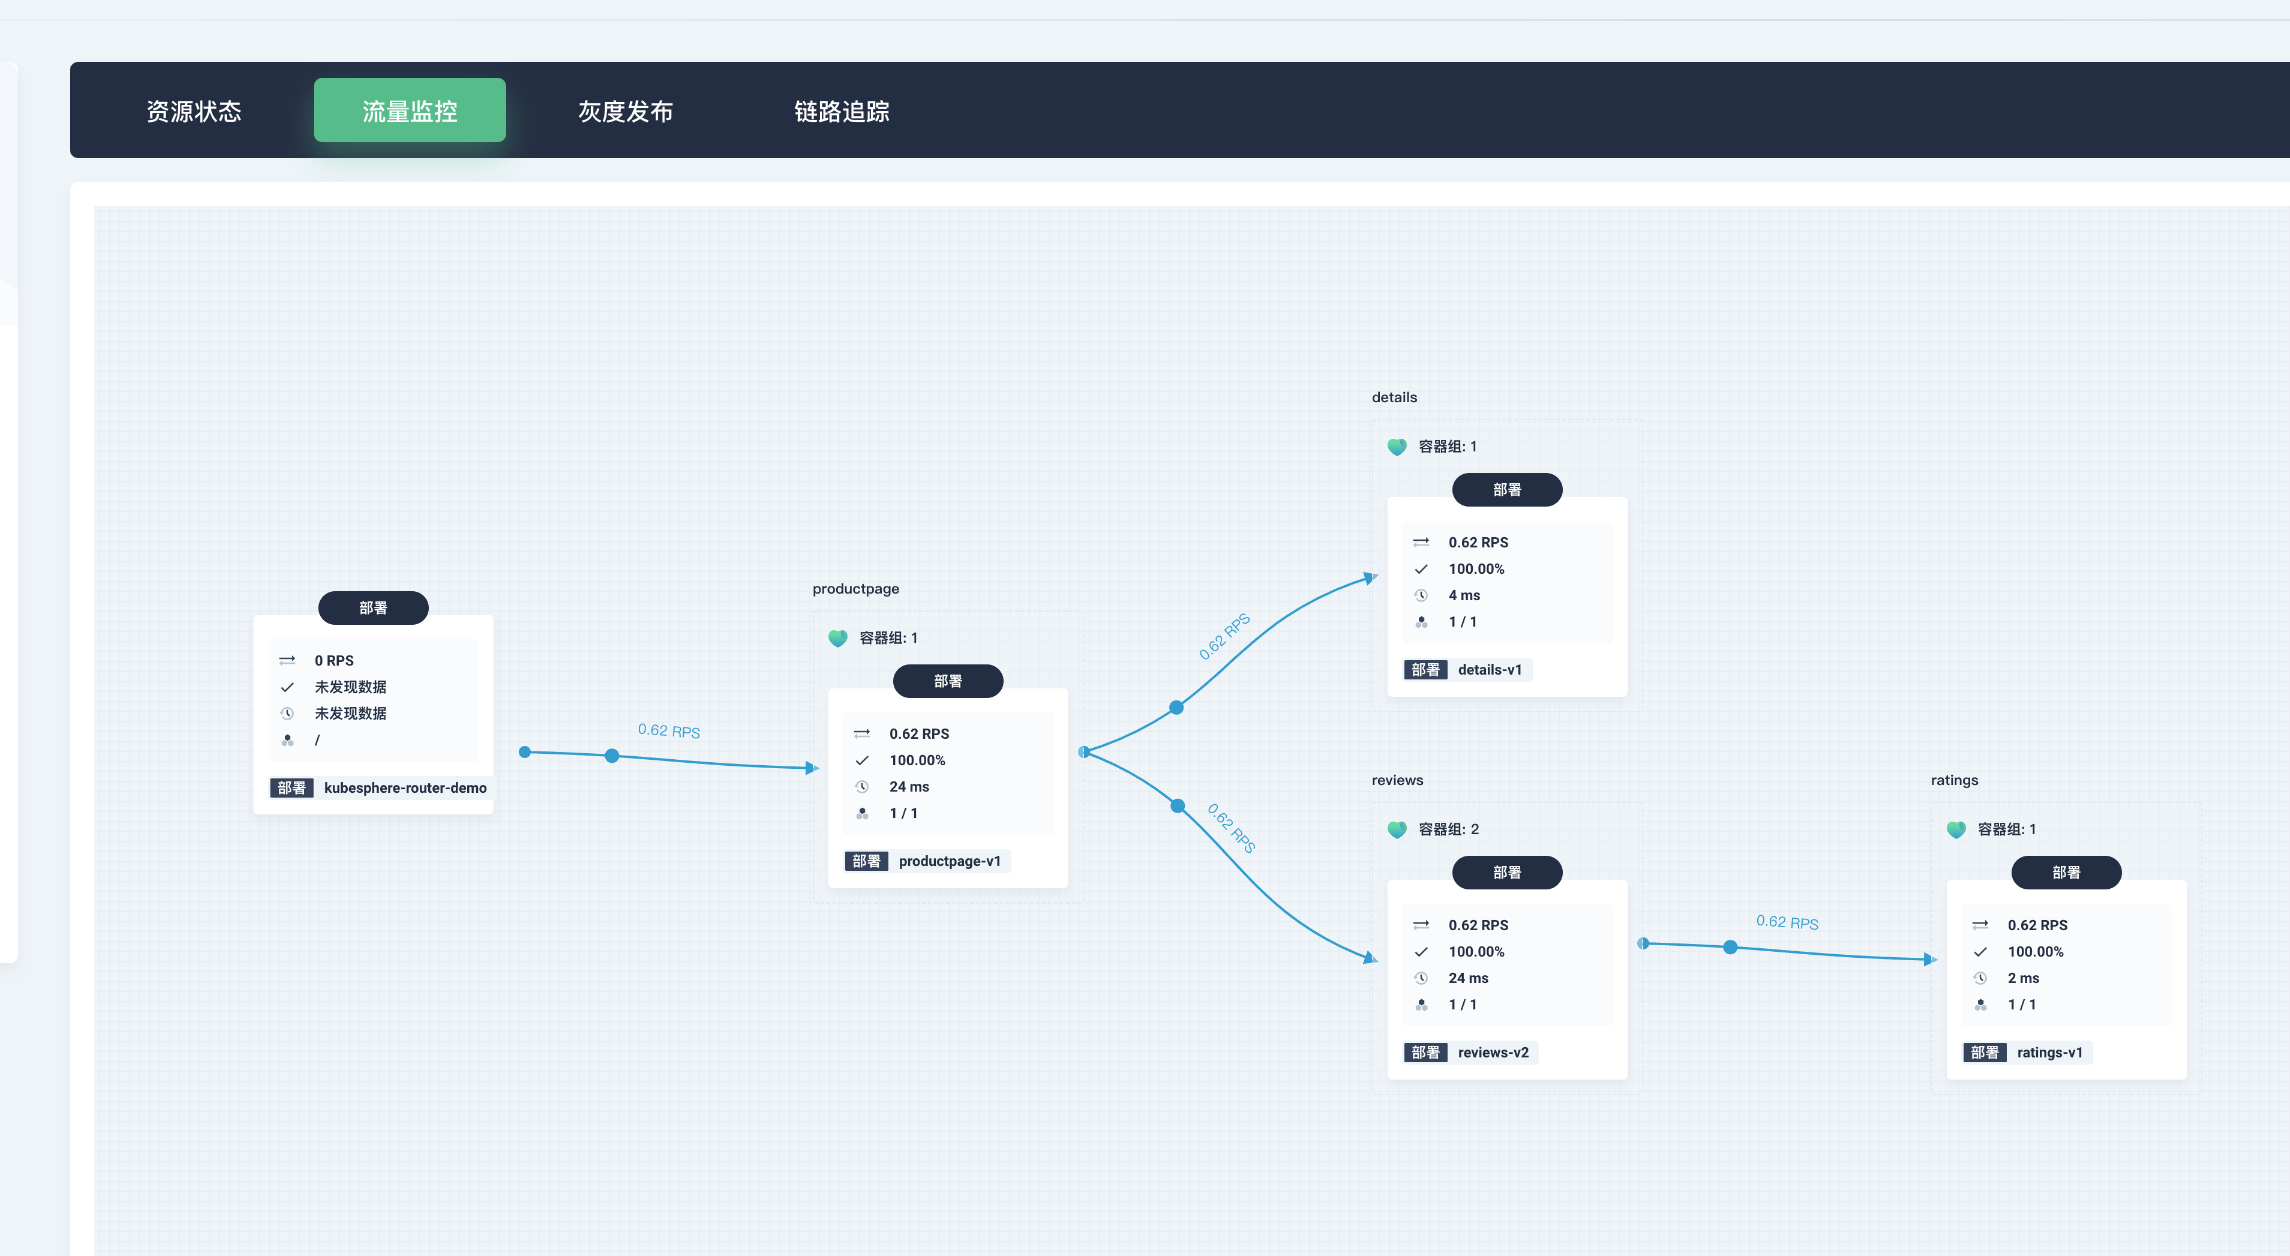 资源状态
流量监控
灰度发布
链路追踪
部署
0 RPS
未发现数据
未发现数据
/
部署 kubesphere-router-demo
0.62 RPS
productpage
容器组: 1
部署
0.62 RPS
100.00%
24 ms
1 / 1
部署 productpage-v1
0.62 RPS
0.62 RPS
details
容器组: 1
部署
0.62 RPS
100.00%
4 ms
1 / 1
部署 details-v1
reviews
容器组: 2
部署
0.62 RPS
100.00%
24 ms
1 / 1
部署 reviews-v2
0.62 RPS
ratings
容器组: 1
部署
0.62 RPS
100.00%
2 ms
1 / 1
部署 ratings-v1